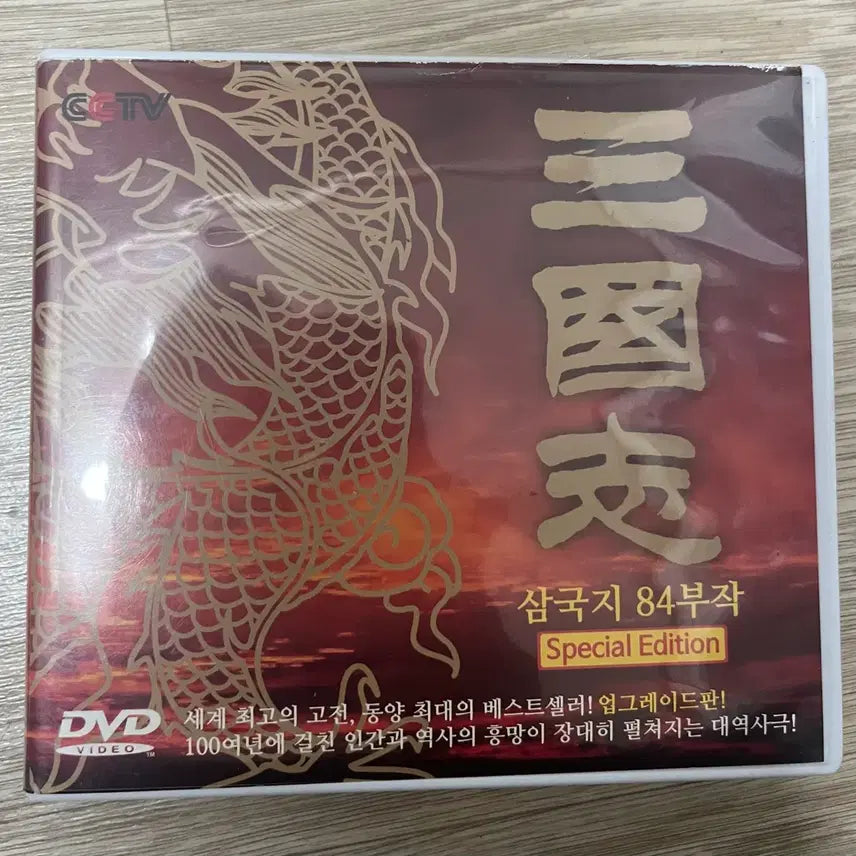 CCTV
三國志
삼국지 84부작
Special Edition
세계 최고의 고전, 동양 최대의 베스트셀러! 업그레이드판!
100여년에 걸친 인간과 역사의 흥망이 장대히 펼쳐지는 대역사극!
DVD
VIDEO
TM